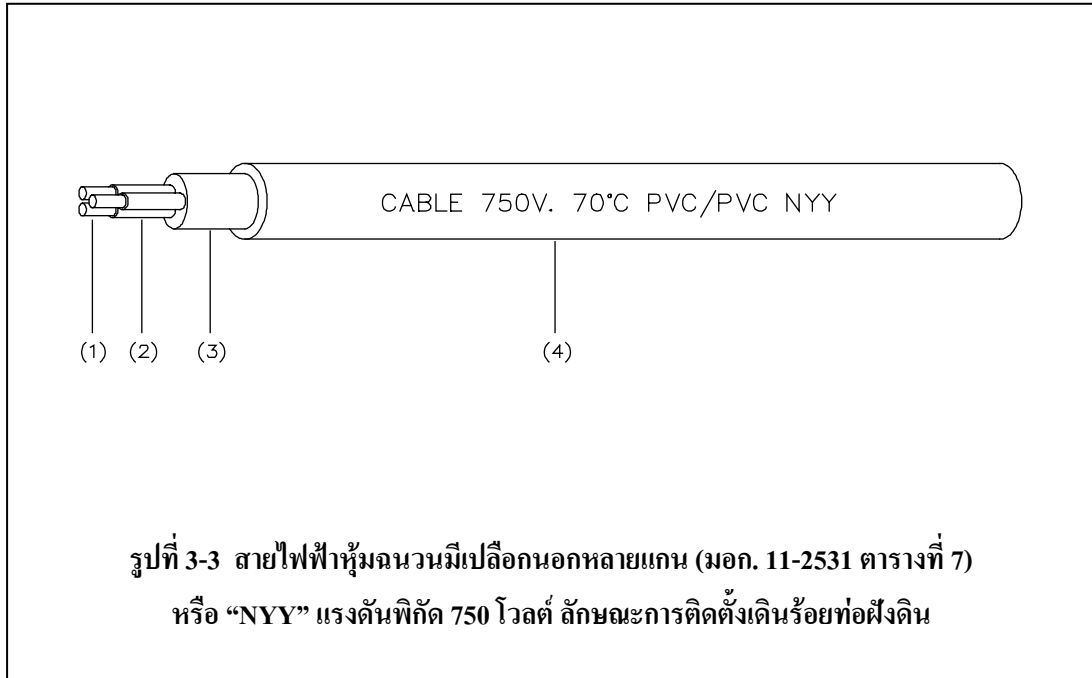 CABLE 750V. 70°C PVC/PVC NYY
(1) (2) (3) (4)
รูปที่ 3-3 สายไฟฟ้าหุ้มฉนวนมีเปลือกนอกหลายแกน (มอก. 11-2531 ตารางที่ 7)
หรือ “NYY” แรงดันพิกัด 750 โวลต์ ลักษณะการติดตั้งเดินร้อยท่อฝังดิน